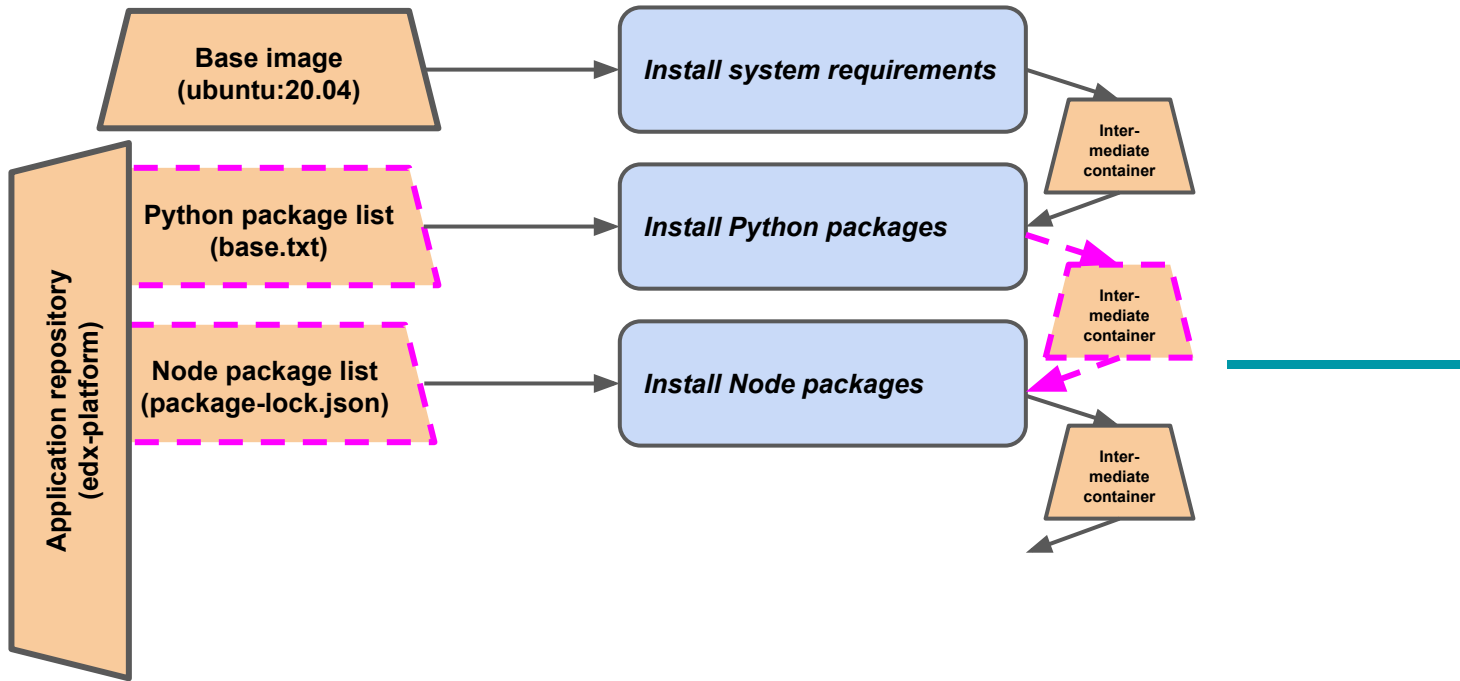 Base image
(ubuntu:20.04)
Install system requirements
Inter-
mediate
container
Python package list
(base.txt)
Install Python packages
Inter-
mediate
container
Node package list
(package-lock.json)
Install Node packages
Inter-
mediate
container
Application repository
(edx-platform)